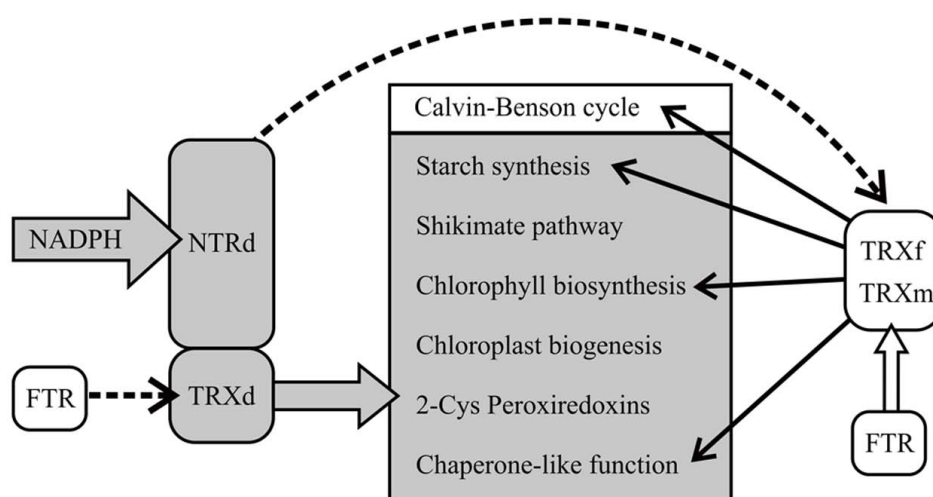 Calvin-Benson cycle
Starch synthesis
Shikimate pathway
Chlorophyll biosynthesis
Chloroplast biogenesis
2-Cys Peroxiredoxins
Chaperone-like function
NADPH
NTRd
FTR
TRXd
TRXf
TRXm
FTR